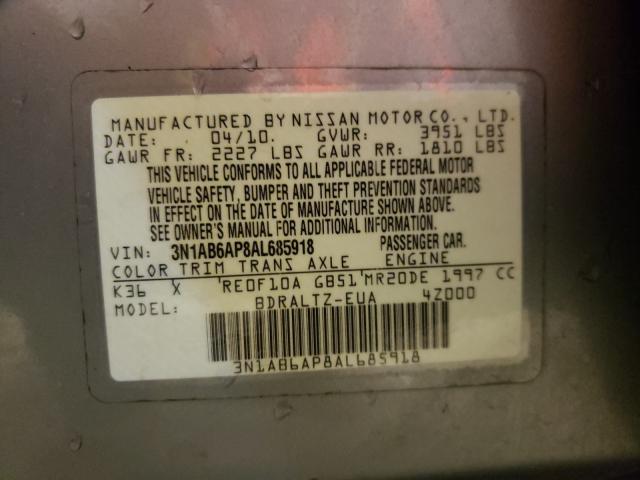 MANUFACTURED BY NISSAN MOTOR CO., LTD.
DATE: 04/10. GVWR: 3951 LBS
GAWR FR: 2227 LBS GAWR RR: 1810 LBS
THIS VEHICLE CONFORMS TO ALL APPLICABLE FEDERAL MOTOR
VEHICLE SAFETY, BUMPER AND THEFT PREVENTION STANDARDS
IN EFFECT ON THE DATE OF MANUFACTURE SHOWN ABOVE.
SEE OWNER'S MANUAL FOR ADDITIONAL INFORMATION.
VIN: 3N1AB6AP8AL685918 PASSENGER CAR.
COLOR TRIM TRANS AXLE ENGINE
K36 X 'RE0F10A GB51'MR20DE 1997 CC
MODEL: BDRALTZ-EUA 4Z000
3N1AB6AP8AL685918